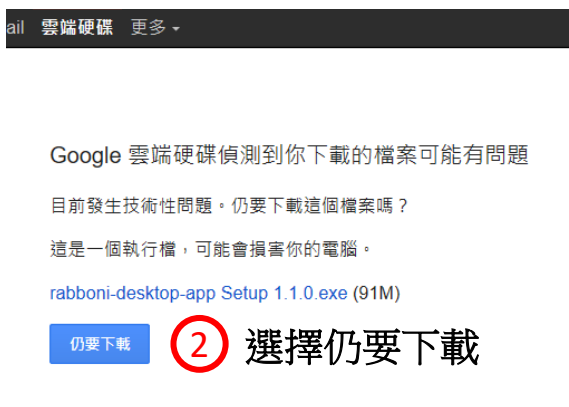 ail 雲端硬碟 更多
Google 雲端硬碟偵測到你下載的檔案可能有問題
目前發生技術性問題。仍要下載這個檔案嗎？
這是一個執行檔，可能會損害你的電腦。
rabboni-desktop-app Setup 1.1.0.exe (91M)
仍要下載 2 選擇仍要下載